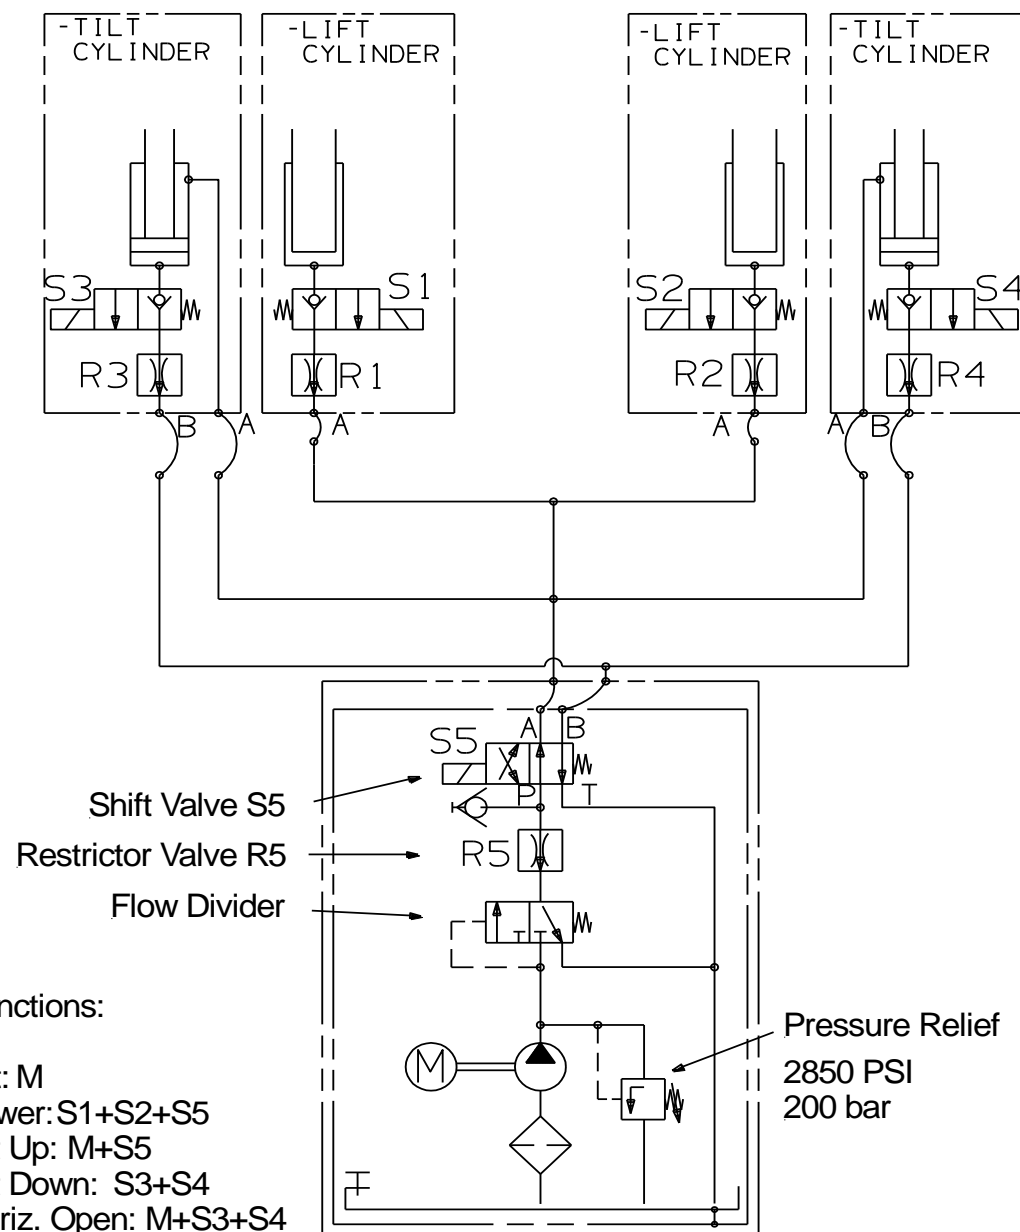 -TILT
CYLINDER
-LIFT
CYLINDER
-LIFT
CYLINDER
-TILT
CYLINDER
S3
S1
S2
S4
R3
R1
R2
R4
B
A
A
A
A
B
A
B
S5
P
T
Shift Valve S5
Restrictor Valve R5
R5
Flow Divider
nctions:
Pressure Relief
2850 PSI
200 bar
M
: M
wer: S1+S2+S5
Up: M+S5
Down: S3+S4
riz. Open: M+S3+S4